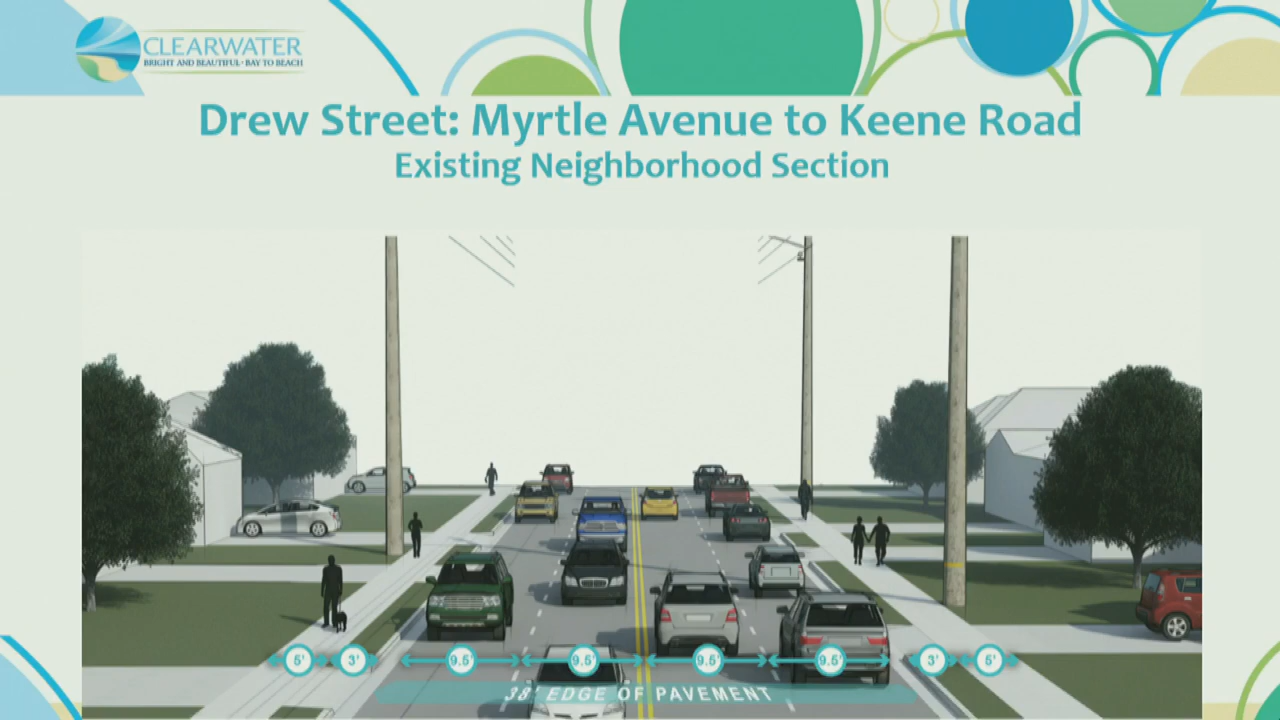 CLEARWATER
BRIGHT AND BEAUTIFUL · BAY TO BEACH
Drew Street: Myrtle Avenue to Keene Road
Existing Neighborhood Section
5' 3' 9.5' 9.5' 9.5' 9.5' 3' 5'
38' EDGE OF PAVEMENT